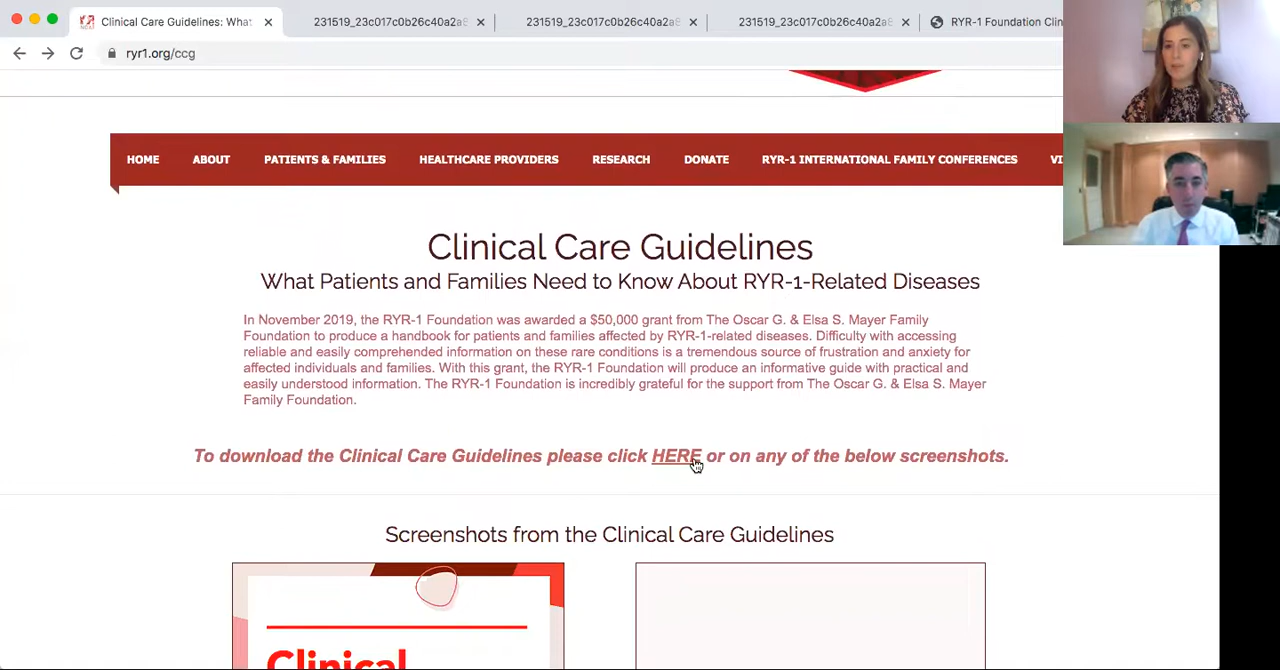 Clinical Care Guidelines: What
231519_23c017c0b26c40a2a8
231519_23c017c0b26c40a2a8
231519_23c017c0b26c40a2a8
RYR-1 Foundation Clin
ryr1.org/ccg
HOME ABOUT PATIENTS & FAMILIES HEALTHCARE PROVIDERS RESEARCH DONATE RYR-1 INTERNATIONAL FAMILY CONFERENCES VI
Clinical Care Guidelines
What Patients and Families Need to Know About RYR-1-Related Diseases
In November 2019, the RYR-1 Foundation was awarded a $50,000 grant from The Oscar G. & Elsa S. Mayer Family
Foundation to produce a handbook for patients and families affected by RYR-1-related diseases. Difficulty with accessing
reliable and easily comprehended information on these rare conditions is a tremendous source of frustration and anxiety for
affected individuals and families. With this grant, the RYR-1 Foundation will produce an informative guide with practical and
easily understood information. The RYR-1 Foundation is incredibly grateful for the support from The Oscar G. & Elsa S. Mayer
Family Foundation.
To download the Clinical Care Guidelines please click HERE or on any of the below screenshots.
Screenshots from the Clinical Care Guidelines
Clinical